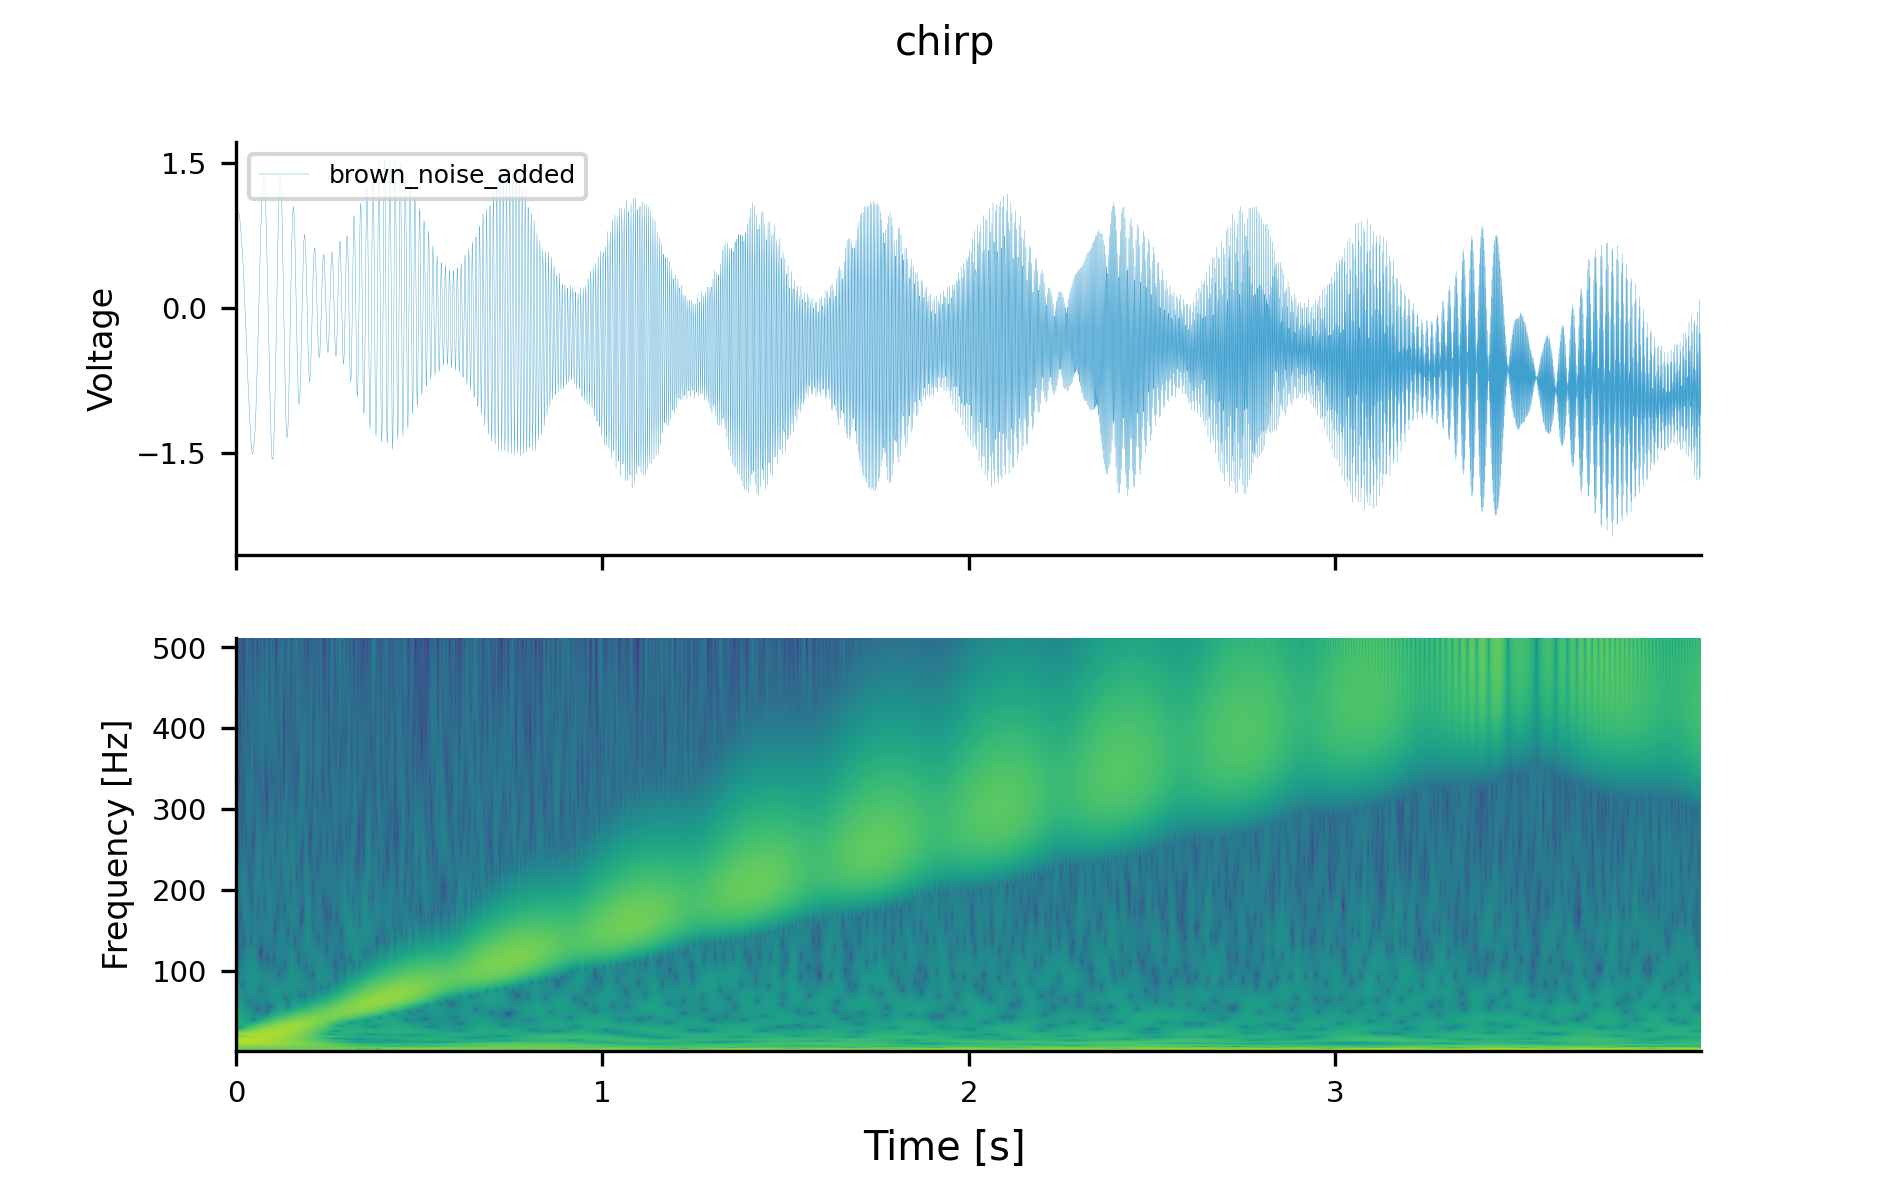 chirp
1.5
0.0
−1.5
Voltage
brown_noise_added
500
400
300
200
100
Frequency [Hz]
0 1 2 3
Time [s]